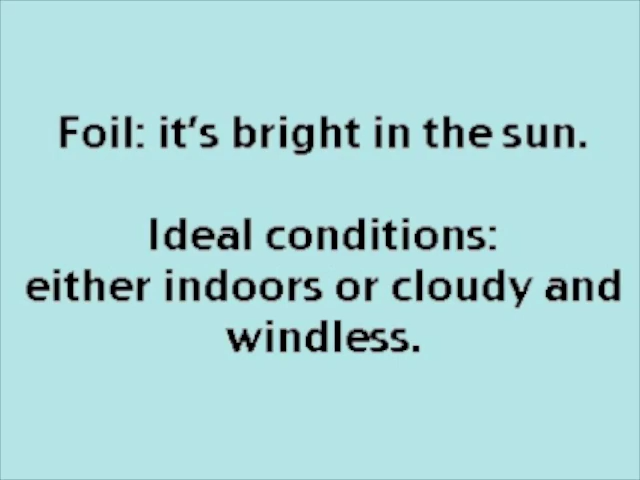 Foil: it's bright in the sun.
Ideal conditions:
either indoors or cloudy and
windless.